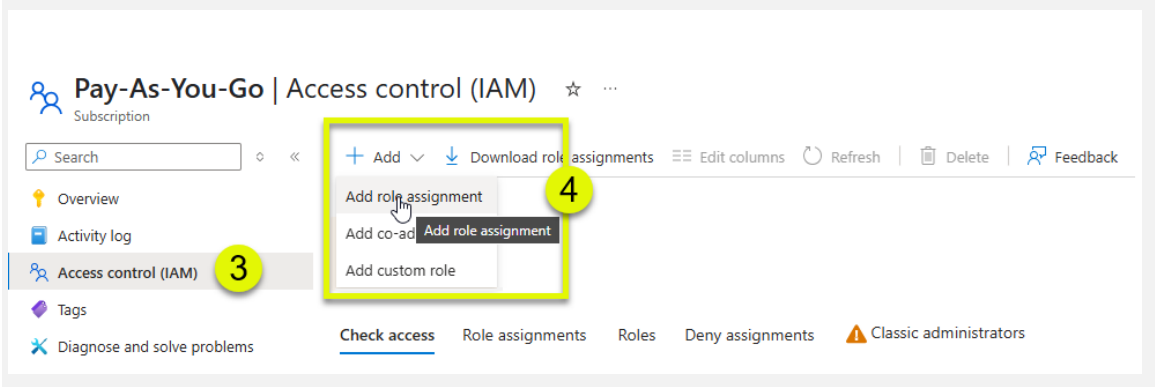 Pay-As-You-Go | Access control (IAM)
Subscription
Search
+ Add Download role assignments Edit columns Refresh | Delete | Feedback
Overview
Add role assignment
4
Activity log
Add co-ad
Add role assignment
Access control (IAM)
3
Add custom role
Tags
Diagnose and solve problems
Check access Role assignments Roles Deny assignments Classic administrators